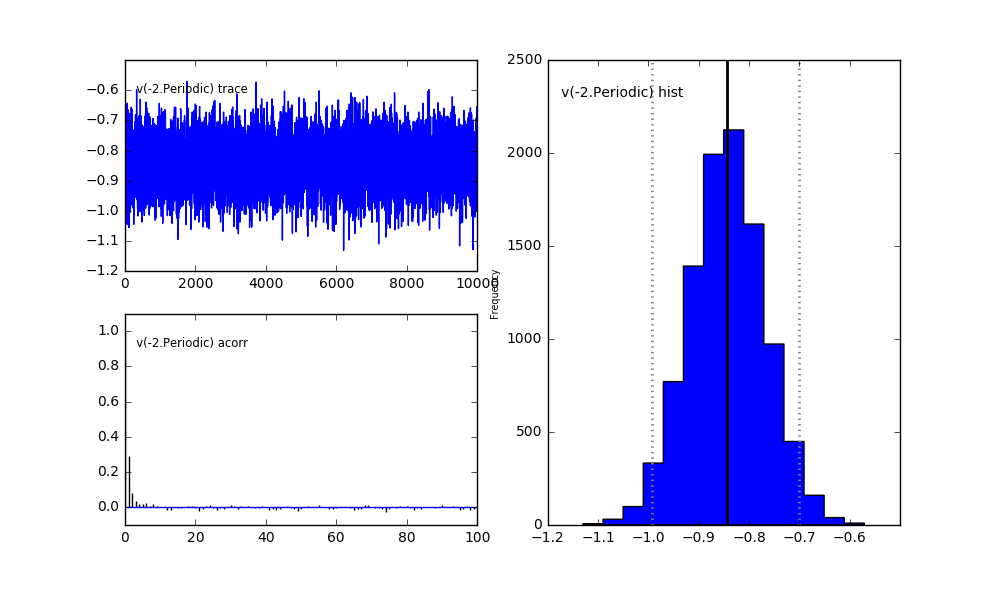 −0.6
−0.7
−0.8
−0.9
−1.0
−1.1
−1.2
v(-2.Periodic) trace
0 2000 4000 6000 8000 10000
1.0
0.8
0.6
0.4
0.2
0.0
v(-2.Periodic) acorr
0 20 40 60 80 100
Frequency
2500
2000
1500
1000
500
0
v(-2.Periodic) hist
−1.2 −1.1 −1.0 −0.9 −0.8 −0.7 −0.6